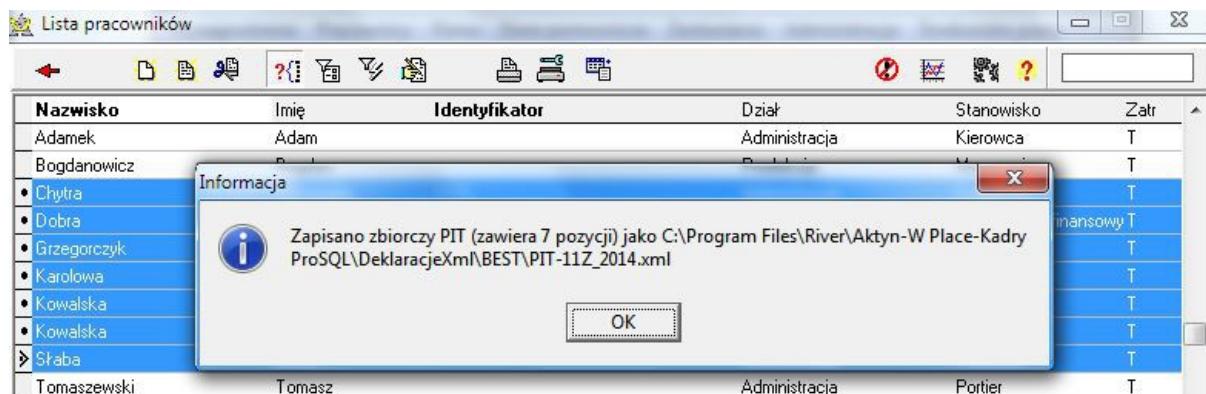 Lista pracowników
Nazwisko Imię Identyfikator Dział Stanowisko Zatr
Adamek Adam Administracja Kierowca T
Bogdanowicz T
Informacja
Chytra T
Dobra inansowy T
Zapisano zbiorczy PIT (zawiera 7 pozycji) jako C:\Program Files\River\Aktyn-W Place-Kadry
Grzegorczyk T
ProSQL\DeklaracjeXml\BEST\PIT-11Z_2014.xml
Karolowa T
Kowalska T
OK
Kowalska T
Słaba T
Tomaszewski Tomasz Administracja Portier T